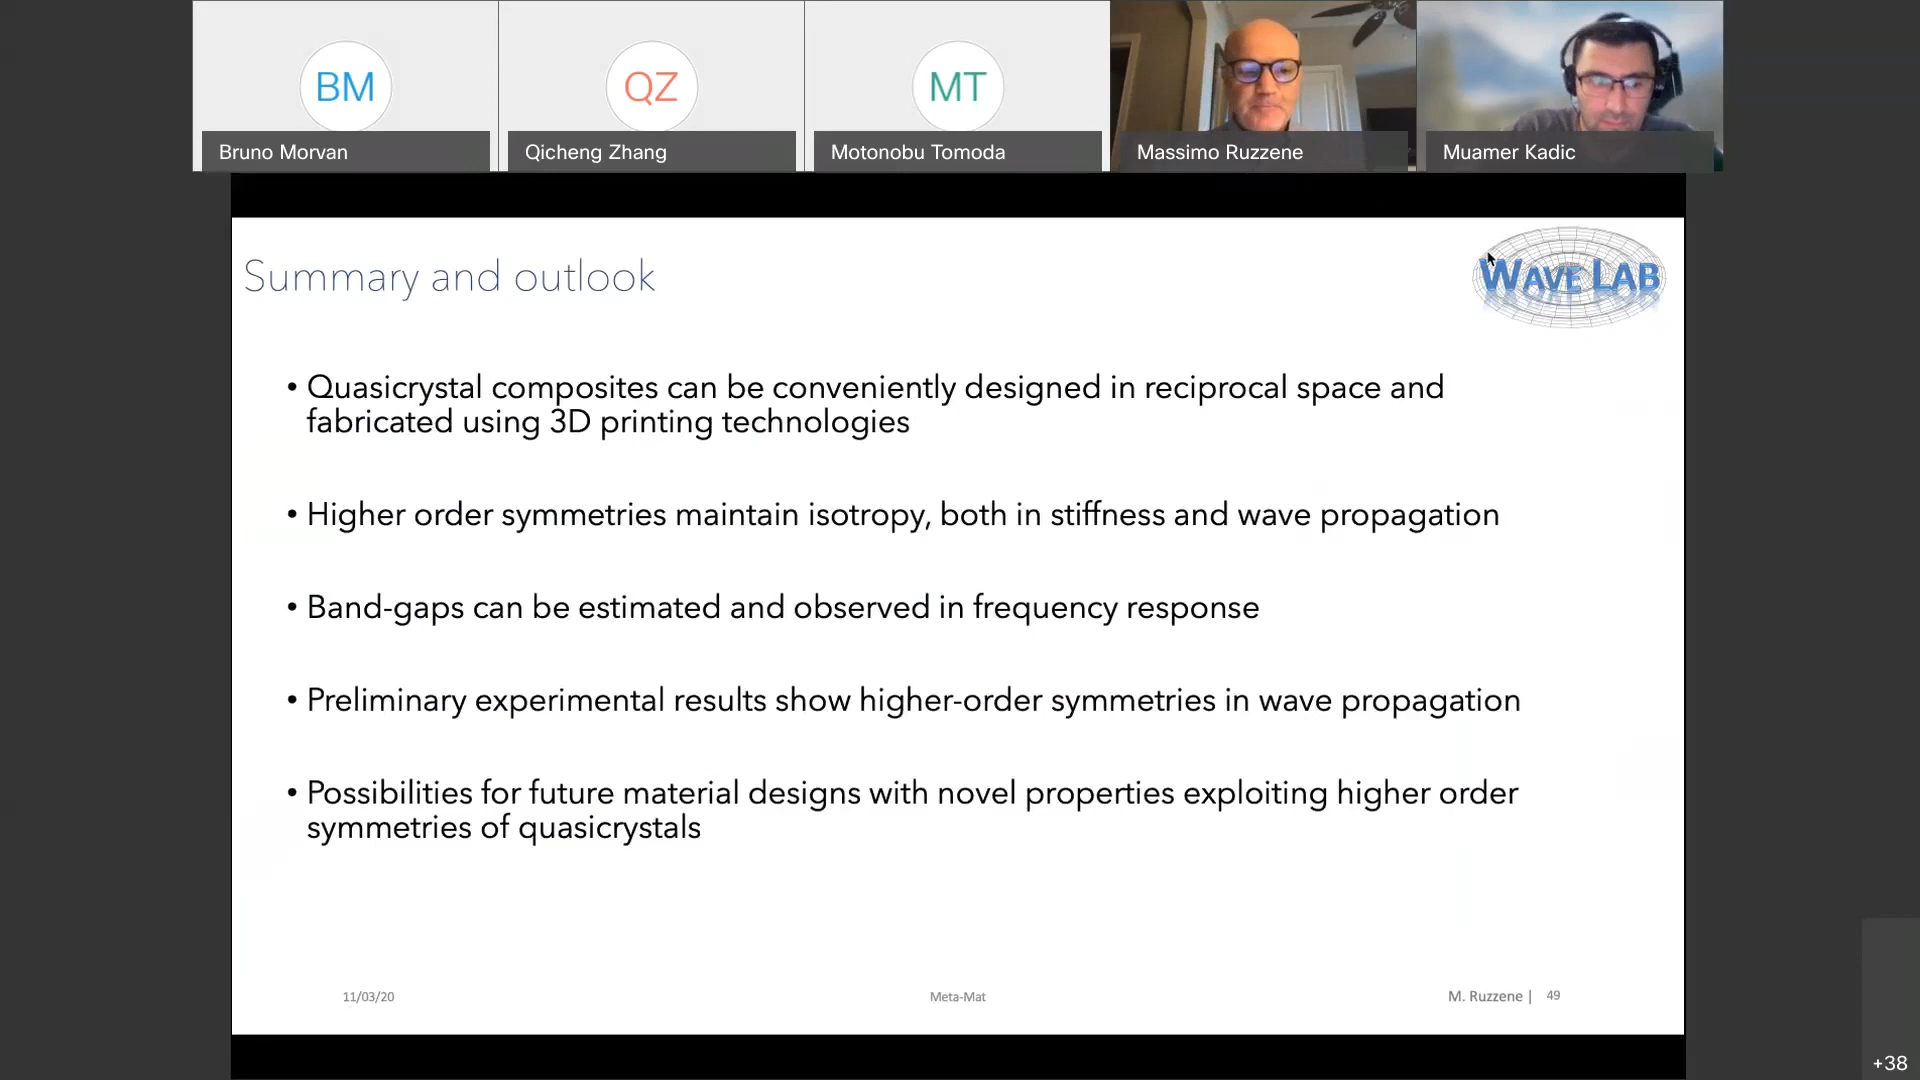 BM
QZ
MT
Bruno Morvan
Qicheng Zhang
Motonobu Tomoda
Massimo Ruzzene
Muamer Kadic
Summary and outlook
WAVE LAB
• Quasicrystal composites can be conveniently designed in reciprocal space and
fabricated using 3D printing technologies
• Higher order symmetries maintain isotropy, both in stiffness and wave propagation
• Band-gaps can be estimated and observed in frequency response
• Preliminary experimental results show higher-order symmetries in wave propagation
• Possibilities for future material designs with novel properties exploiting higher order
symmetries of quasicrystals
11/03/20
Meta-Mat
M. Ruzzene | 49
+38